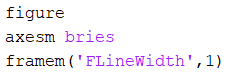 figure
axesm bries
framem('FLineWidth',1)